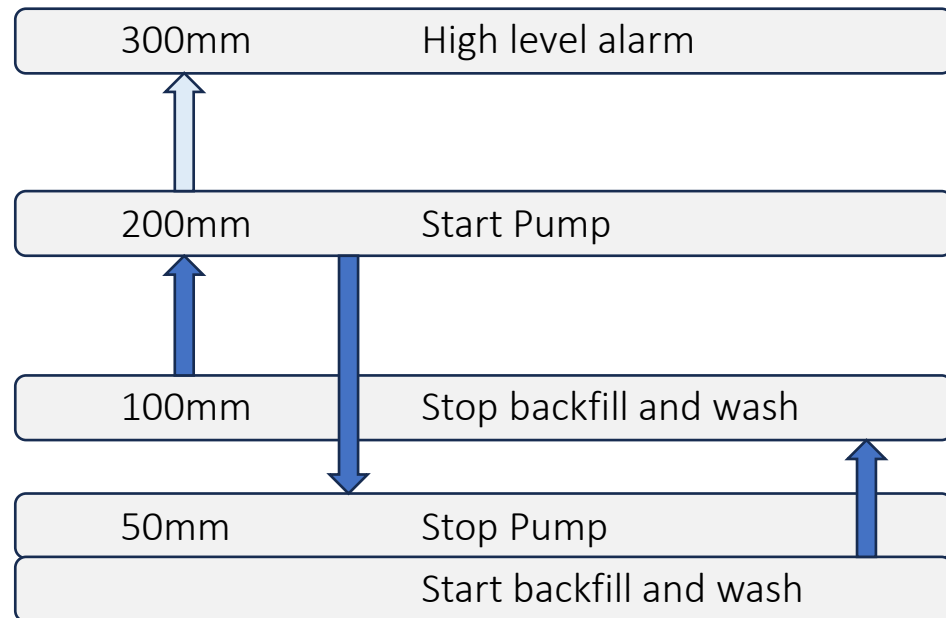 300mm High level alarm
200mm Start Pump
100mm Stop backfill and wash
50mm Stop Pump
Start backfill and wash